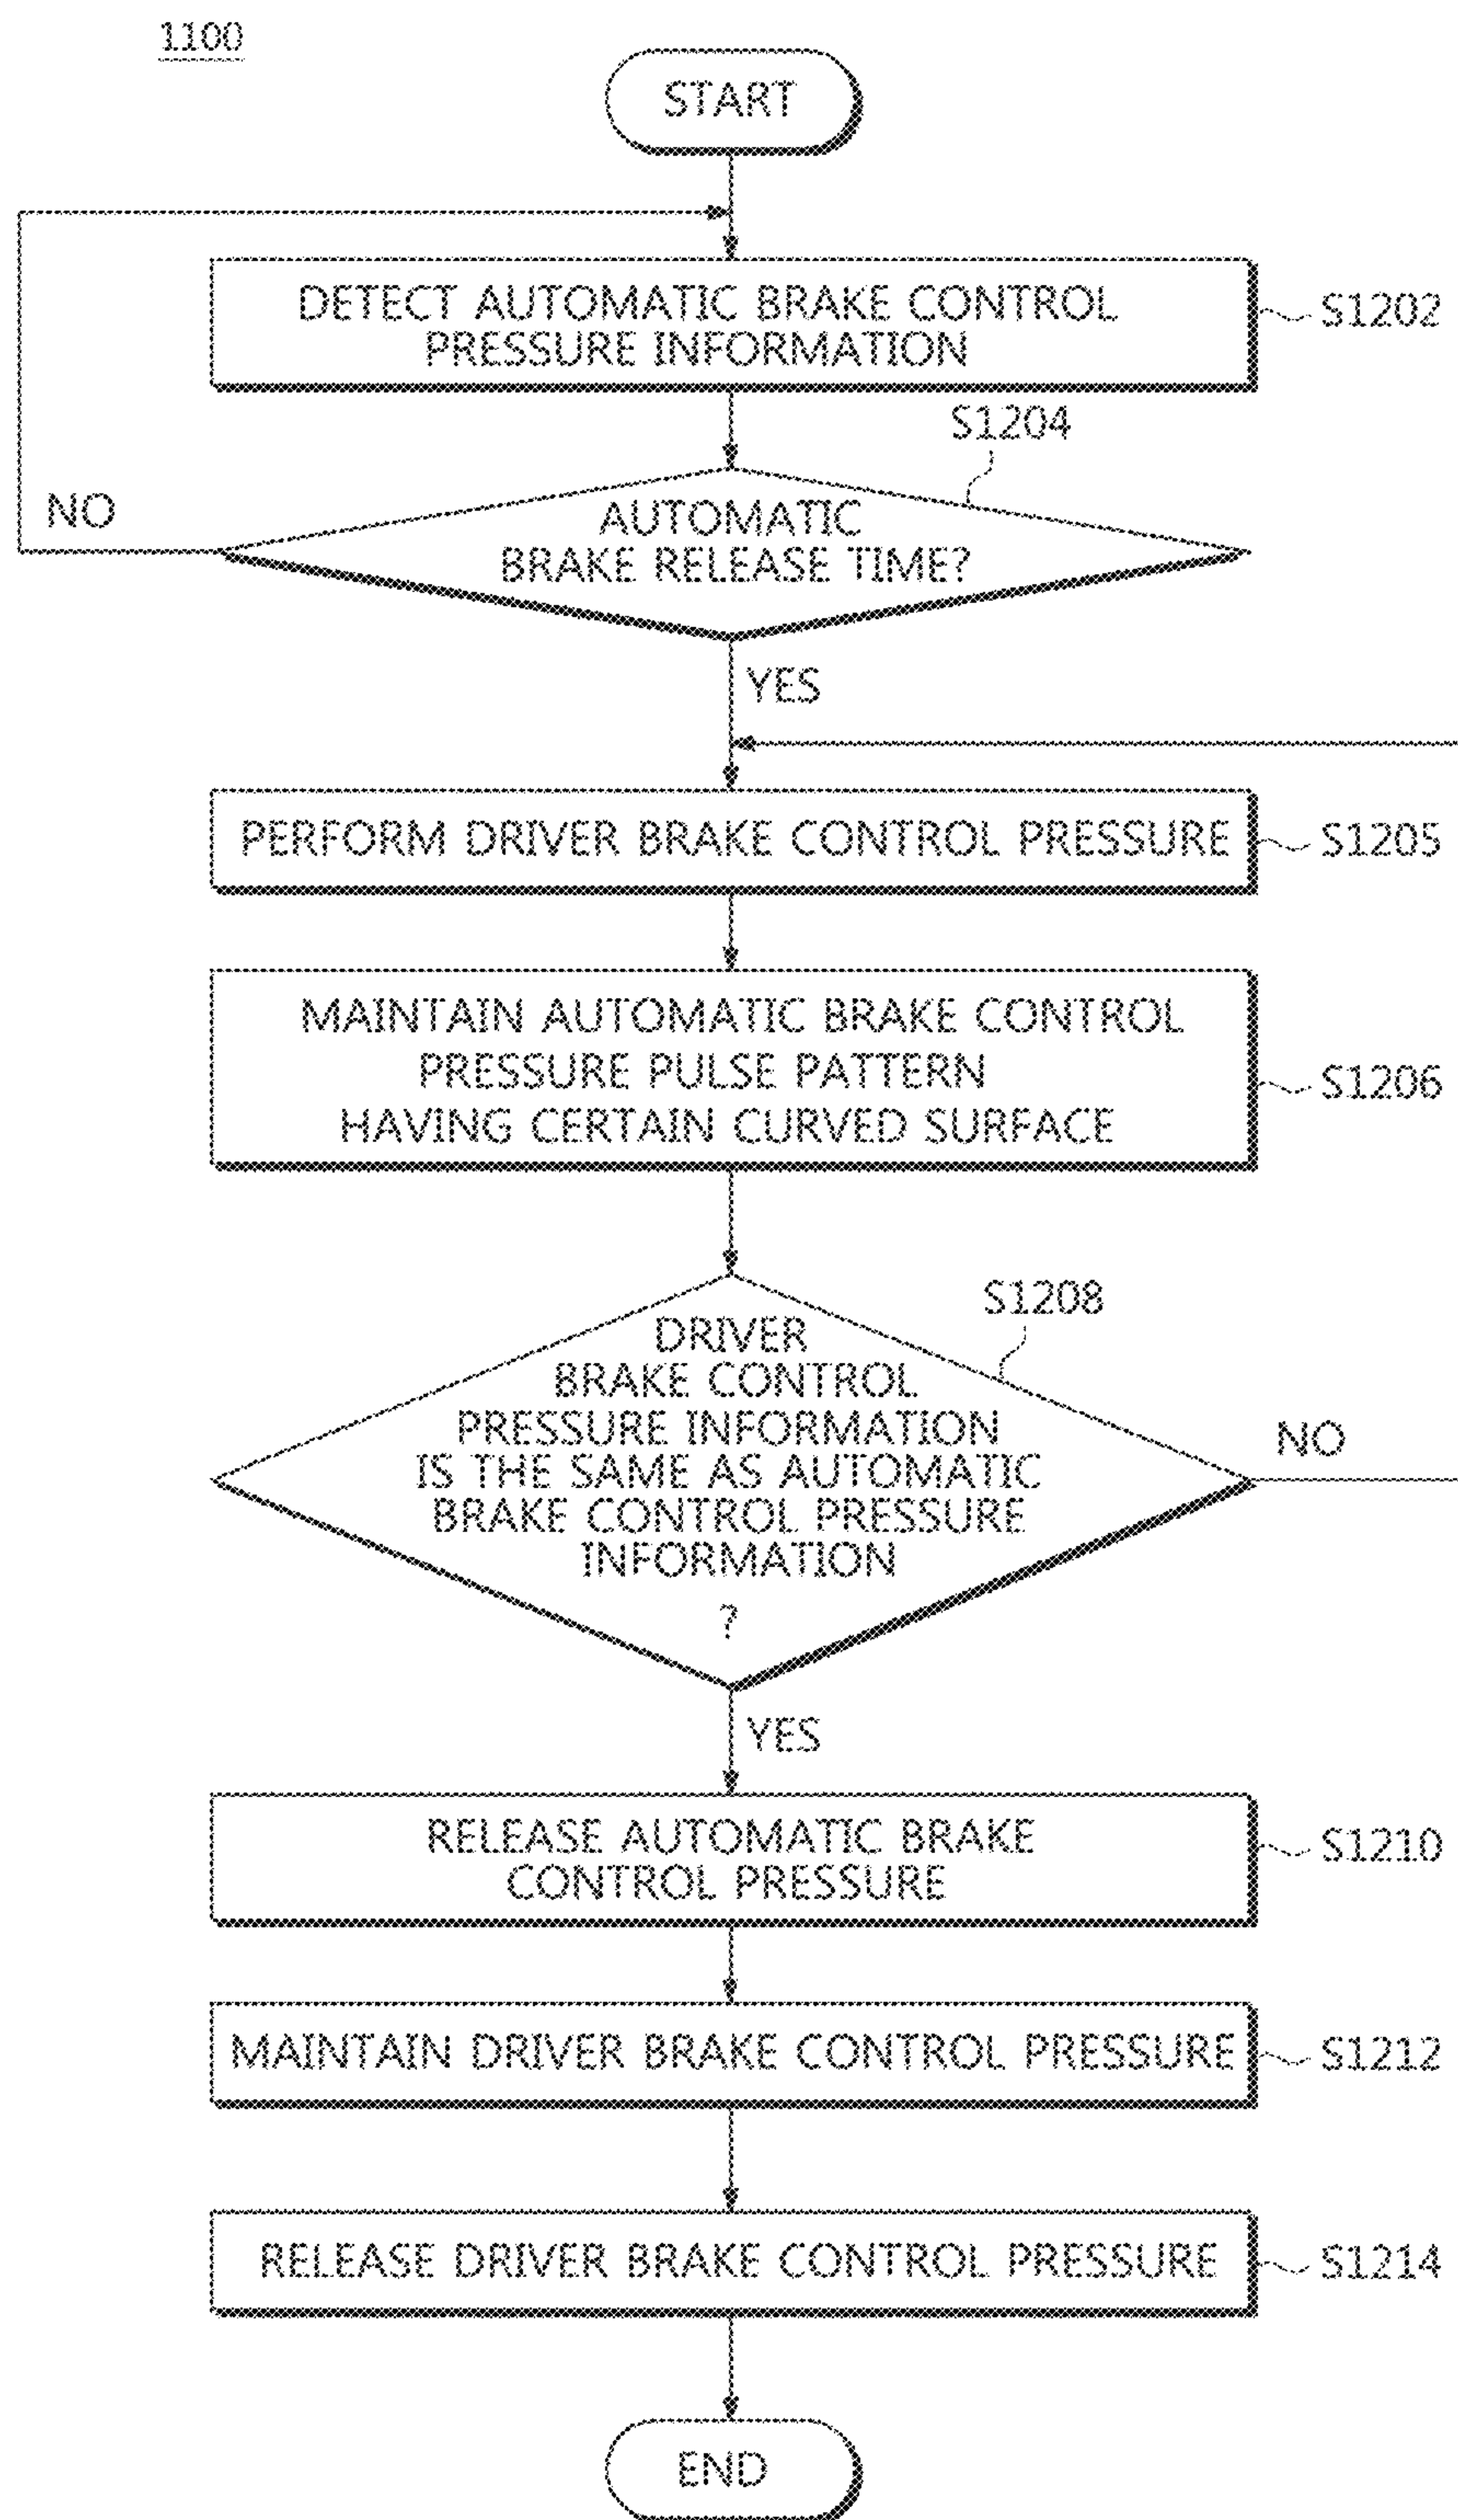 1100
START
DETECT AUTOMATIC BRAKE CONTROL
PRESSURE INFORMATION
S1202
S1204
AUTOMATIC
BRAKE RELEASE TIME?
NO
YES
PERFORM DRIVER BRAKE CONTROL PRESSURE
S1205
MAINTAIN AUTOMATIC BRAKE CONTROL
PRESSURE PULSE PATTERN
HAVING CERTAIN CURVED SURFACE
S1206
S1208
DRIVER
BRAKE CONTROL
PRESSURE INFORMATION
IS THE SAME AS AUTOMATIC
BRAKE CONTROL PRESSURE
INFORMATION
?
NO
YES
RELEASE AUTOMATIC BRAKE
CONTROL PRESSURE
S1210
MAINTAIN DRIVER BRAKE CONTROL PRESSURE
S1212
RELEASE DRIVER BRAKE CONTROL PRESSURE
S1214
END